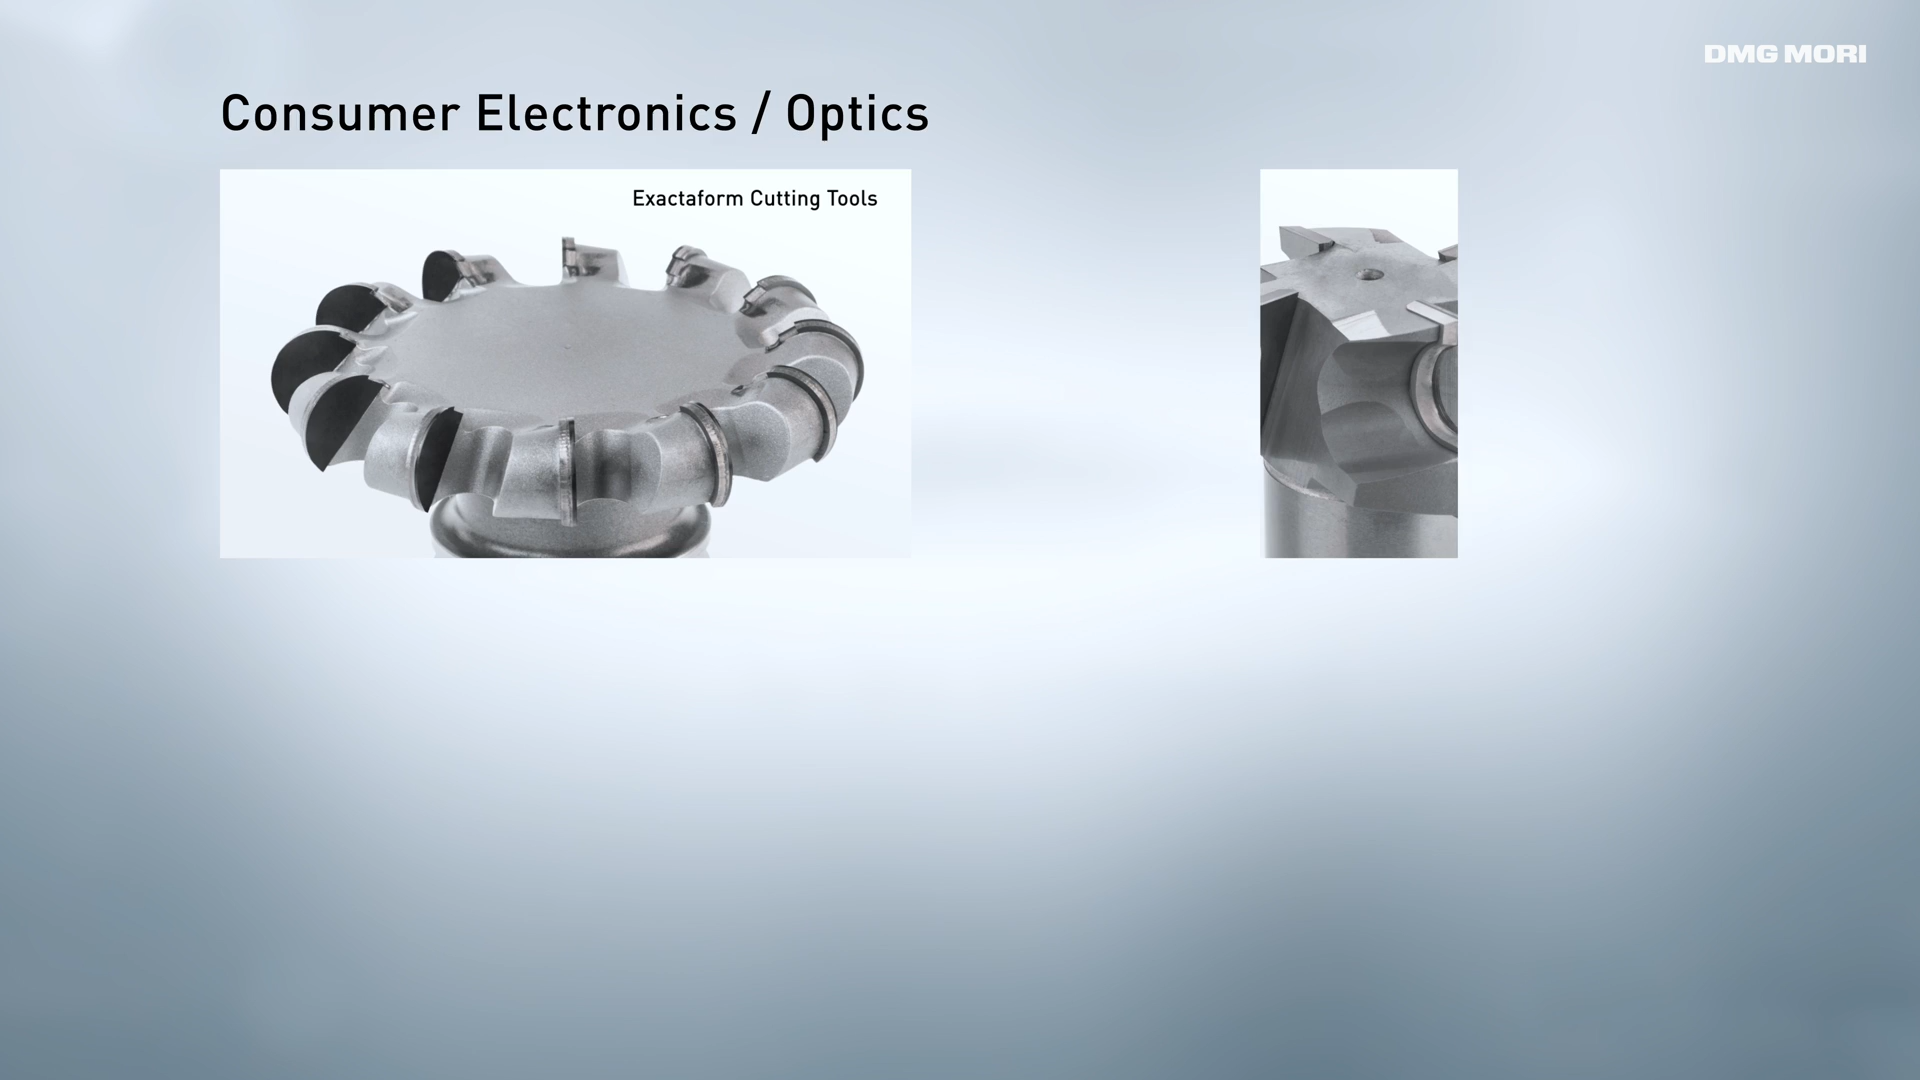 DMG MORI
Consumer Electronics / Optics
Exactaform Cutting Tools